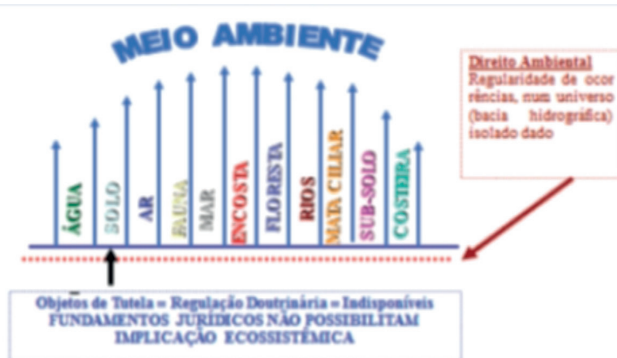 MEIO AMBIENTE
Direito Ambiental
Regularidade de ocor
rências, num universo
(bacia hidrográfica)
isolado dado
ÁGUA
SOLO
AR
FAUNA
MAR
ENCOSTA
FLORESTA
RIOS
MATA CILIAR
SUB-SOLO
COSTEIRA
Objetos de Tutela = Regulação Doutrinária = Indisponíveis
FUNDAMENTOS JURÍDICOS NÃO POSSIBILITAM
IMPLICAÇÃO ECOSSISTÊMICA